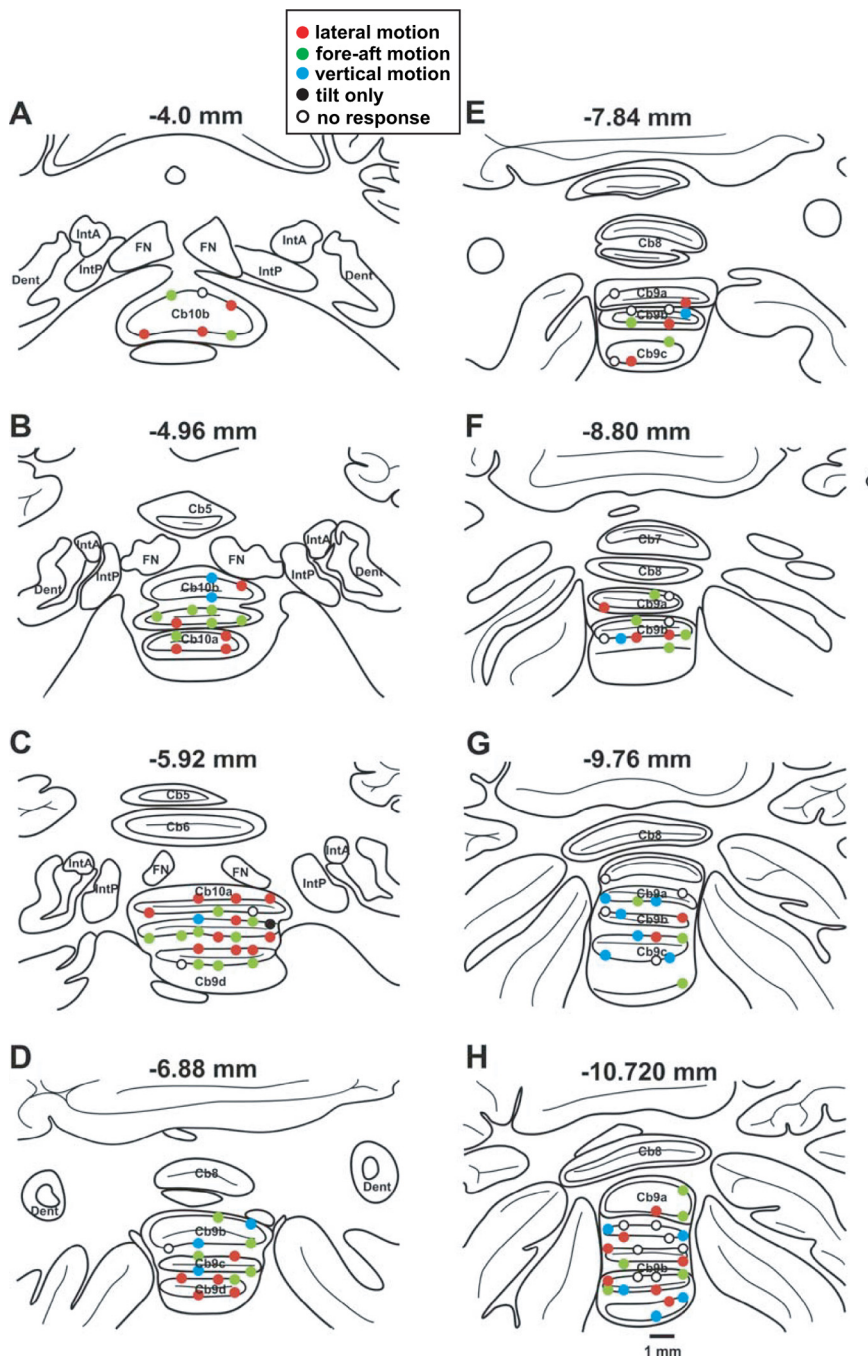 lateral motion
fore-aft motion
vertical motion
tilt only
no response
A
-4.0 mm
IntA
FN
FN
IntA
Dent
IntP
IntP
Dent
Cb10b
B
-4.96 mm
Cb5
IntA
FN
FN
IntA
Dent
IntP
Cb10b
IntP
Dent
Cb10a
C
-5.92 mm
Cb5
Cb6
IntA
IntA
IntP
FN
FN
IntP
Cb10a
Cb9d
D
-6.88 mm
Cb8
Dent
Dent
Cb9b
Cb9c
Cb9d
E
-7.84 mm
Cb8
Cb9a
Cb9b
Cb9c
F
-8.80 mm
Cb7
Cb8
Cb9a
Cb9b
G
-9.76 mm
Cb8
Cb9a
Cb9b
Cb9c
H
-10.720 mm
Cb8
Cb9a
Cb9b
1 mm